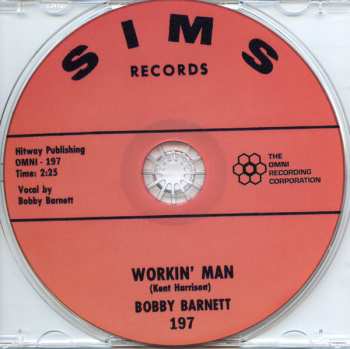 SIMS
RECORDS
Hitway Publishing
OMNI - 197
Time: 2:25
Vocal by
Bobby Barnett
THE
OMNI
RECORDING
CORPORATION
WORKIN' MAN
(Kent Harrison)
BOBBY BARNETT
197